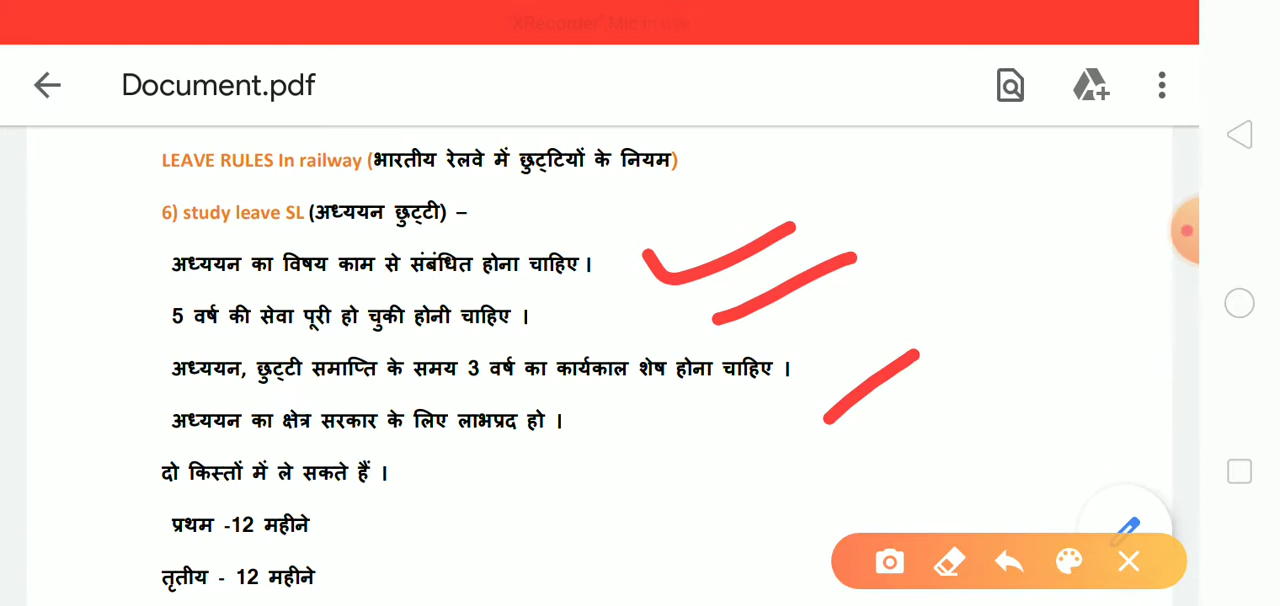 "XRecorder" Mic in use
Document.pdf
LEAVE RULES In railway (भारतीय रेलवे में छुट्टियों के नियम)
6) study leave SL (अध्ययन छुट्टी) –
अध्ययन का विषय काम से संबंधित होना चाहिए ।
5 वर्ष की सेवा पूरी हो चुकी होनी चाहिए ।
अध्ययन, छुट्टी समाप्ति के समय 3 वर्ष का कार्यकाल शेष होना चाहिए ।
अध्ययन का क्षेत्र सरकार के लिए लाभप्रद हो ।
दो किस्तों में ले सकते हैं ।
प्रथम -12 महीने
तृतीय - 12 महीने